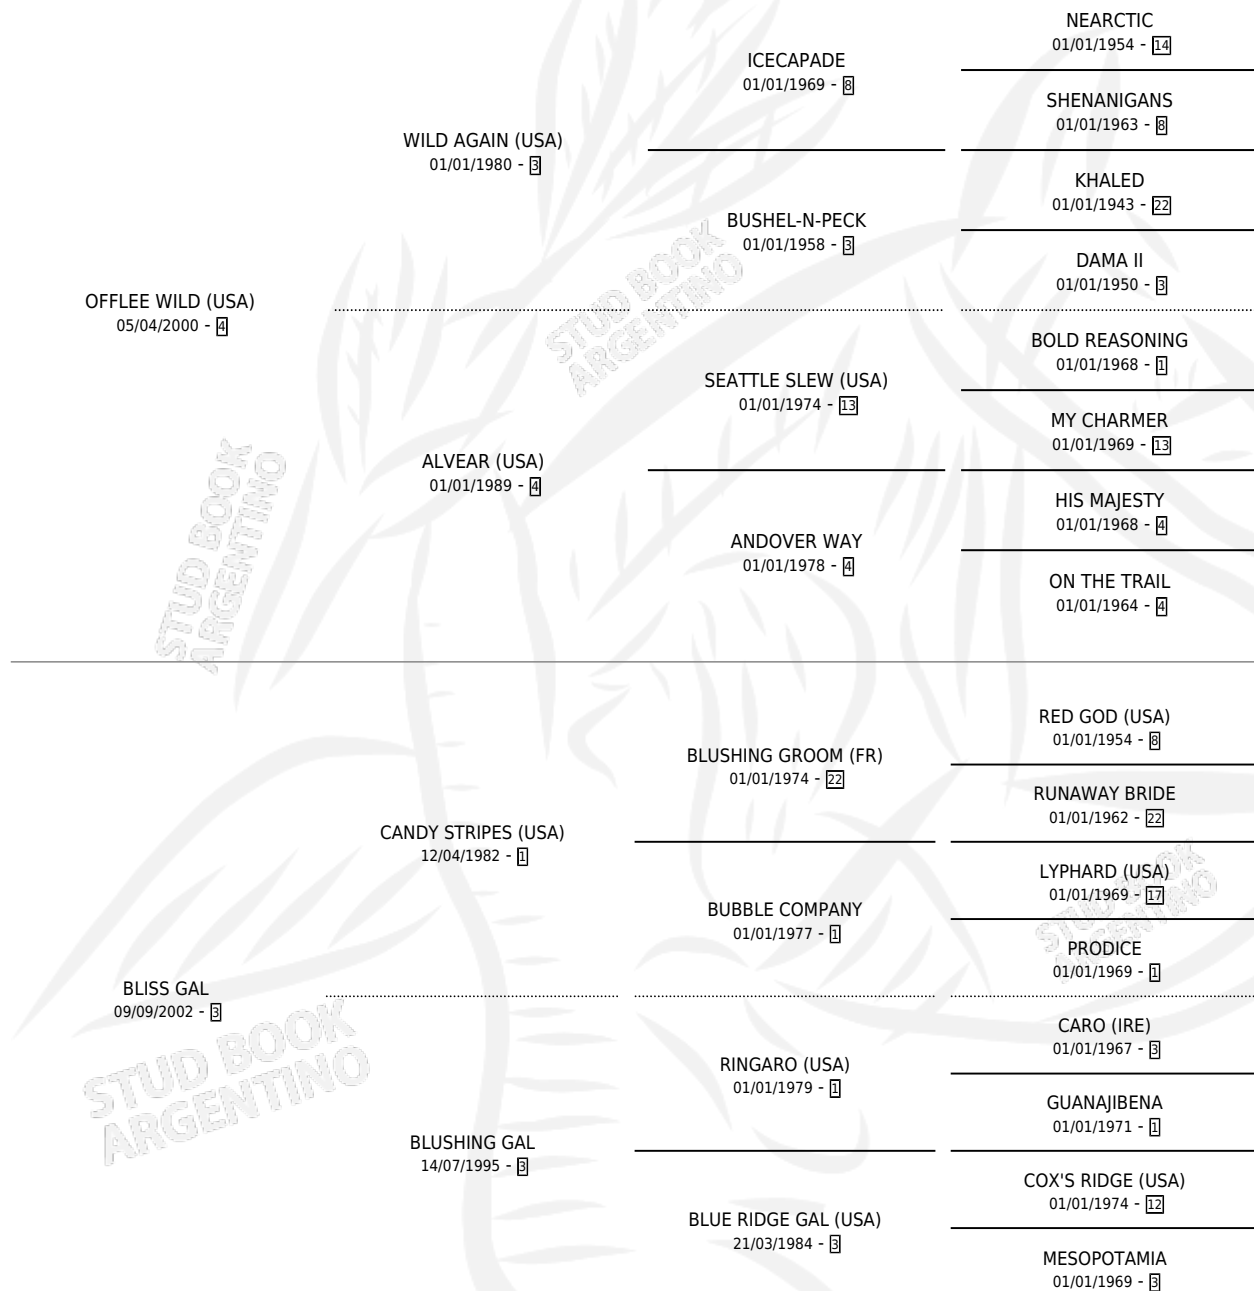 NEARCTIC
01/01/1954 - 14
ICECAPADE
01/01/1969 - 8
SHENANIGANS
01/01/1963 - 8
WILD AGAIN (USA)
01/01/1980 - 3
KHALED
01/01/1943 - 22
BUSHEL-N-PECK
01/01/1958 - 3
DAMA II
01/01/1950 - 3
OFFLEE WILD (USA)
05/04/2000 - 4
BOLD REASONING
01/01/1968 - 1
SEATTLE SLEW (USA)
01/01/1974 - 13
MY CHARMER
01/01/1969 - 13
ALVEAR (USA)
01/01/1989 - 4
HIS MAJESTY
01/01/1968 - 4
ANDOVER WAY
01/01/1978 - 4
ON THE TRAIL
01/01/1964 - 4
RED GOD (USA)
01/01/1954 - 8
BLUSHING GROOM (FR)
01/01/1974 - 22
RUNAWAY BRIDE
01/01/1962 - 22
CANDY STRIPES (USA)
12/04/1982 - 1
LYPHARD (USA)
01/01/1969 - 17
BUBBLE COMPANY
01/01/1977 - 1
PRODICE
01/01/1969 - 1
BLISS GAL
09/09/2002 - 3
CARO (IRE)
01/01/1967 - 3
RINGARO (USA)
01/01/1979 - 1
GUANAJIBENA
01/01/1971 - 1
BLUSHING GAL
14/07/1995 - 3
COX'S RIDGE (USA)
01/01/1974 - 12
BLUE RIDGE GAL (USA)
21/03/1984 - 3
MESOPOTAMIA
01/01/1969 - 3
STUD BOOK
ARGENTINO
STUD BOOK
ARGENTINO
STUD BOOK
ARGENTINO
STUD BOOK
ARGENTINO